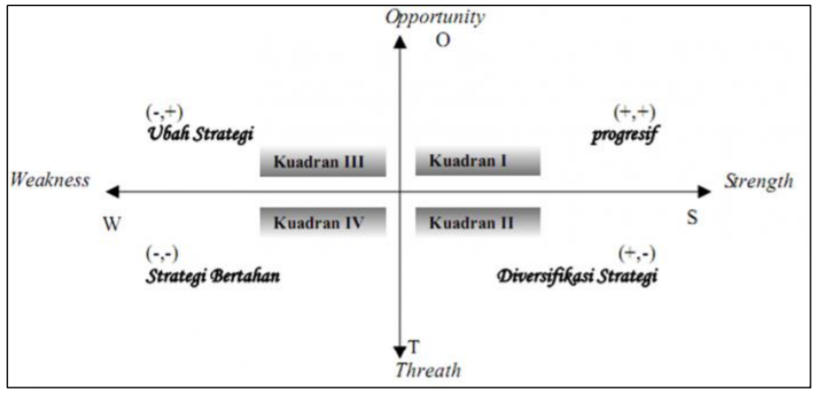 Opportunity
O
(-,+)
Ubah Strategi
(+,+)
progresif
Kuadran III
Kuadran I
Weakness
Strength
W
Kuadran IV
Kuadran II
S
(-,-)
Strategi Bertahan
(+,-)
Diversifikasi Strategi
T
Threath